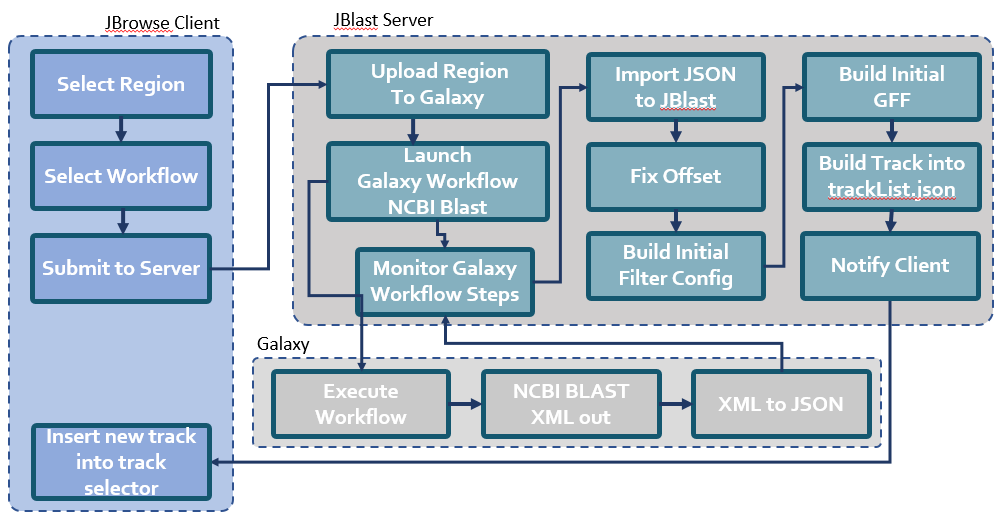 JBrowse Client
Select Region
Select Workflow
Submit to Server
Insert new track
into track
selector
JBlast Server
Upload Region
To Galaxy
Launch
Galaxy Workflow
NCBI Blast
Monitor Galaxy
Workflow Steps
Import JSON
to JBlast
Fix Offset
Build Initial
Filter Config
Build Initial
GFF
Build Track into
trackList.json
Notify Client
Galaxy
Execute
Workflow
NCBI BLAST
XML out
XML to JSON